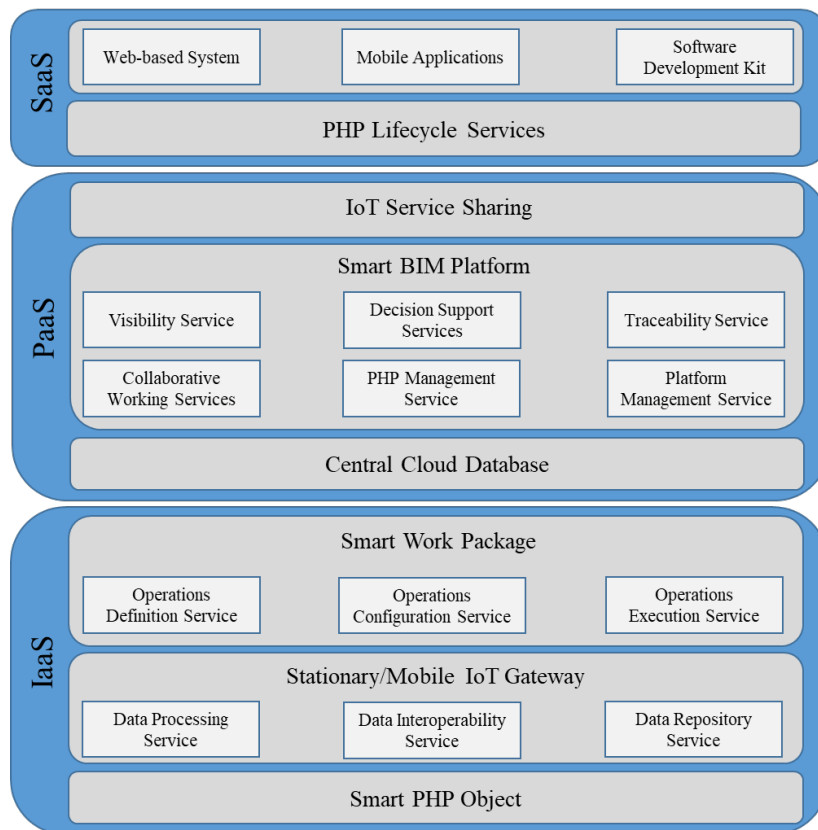 SaaS
Web-based System
Mobile Applications
Software
Development Kit
PHP Lifecycle Services
PaaS
IoT Service Sharing
Smart BIM Platform
Visibility Service
Decision Support
Services
Traceability Service
Collaborative
Working Services
PHP Management
Service
Platform
Management Service
Central Cloud Database
IaaS
Smart Work Package
Operations
Definition Service
Operations
Configuration Service
Operations
Execution Service
Stationary/Mobile IoT Gateway
Data Processing
Service
Data Interoperability
Service
Data Repository
Service
Smart PHP Object